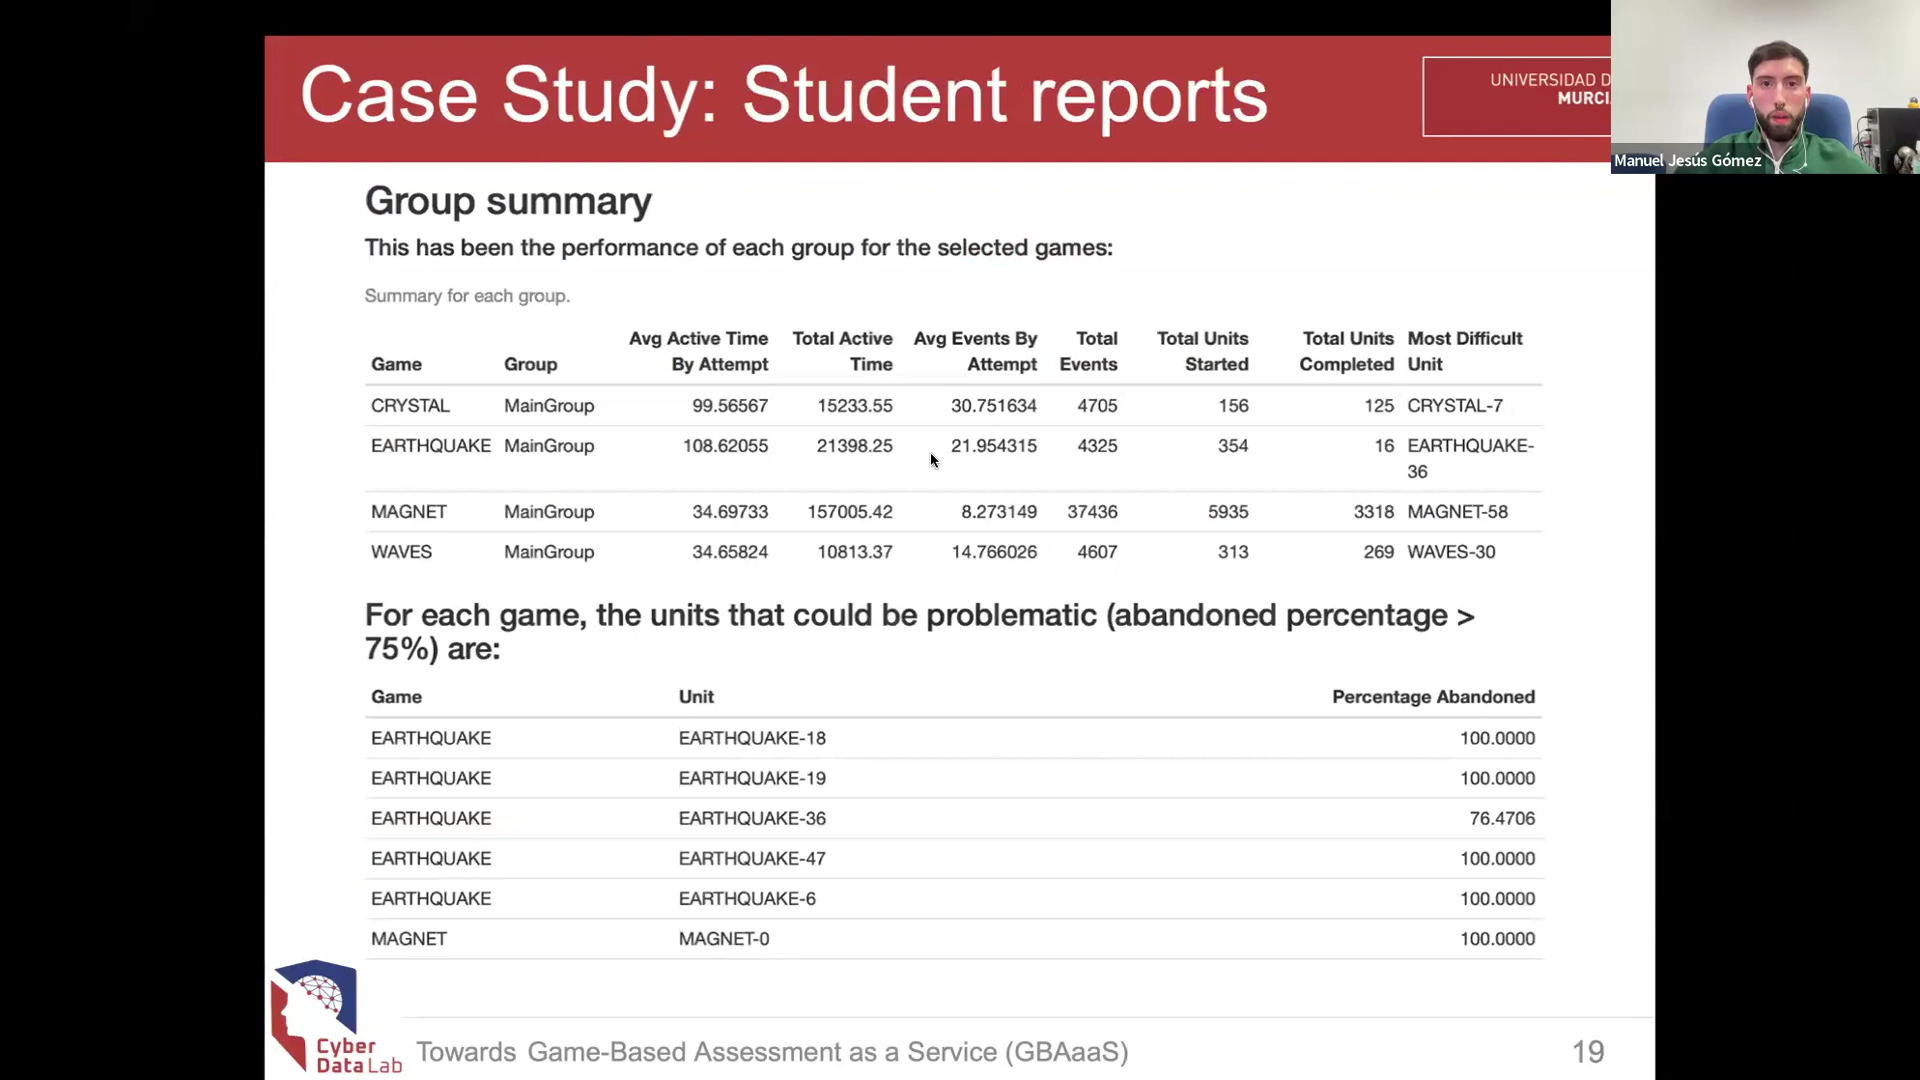 Case Study: Student reports
UNIVERSIDAD D
MURCI
Manuel Jesús Gómez
Group summary
This has been the performance of each group for the selected games:
Summary for each group.
Game Group Avg Active Time By Attempt Total Active Time Avg Events By Attempt Total Events Total Units Started Total Units Completed Most Difficult Unit
CRYSTAL MainGroup 99.56567 15233.55 30.751634 4705 156 125 CRYSTAL-7
EARTHQUAKE MainGroup 108.62055 21398.25 21.954315 4325 354 16 EARTHQUAKE-
36
MAGNET MainGroup 34.69733 157005.42 8.273149 37436 5935 3318 MAGNET-58
WAVES MainGroup 34.65824 10813.37 14.766026 4607 313 269 WAVES-30
For each game, the units that could be problematic (abandoned percentage >
75%) are:
Game Unit Percentage Abandoned
EARTHQUAKE EARTHQUAKE-18 100.0000
EARTHQUAKE EARTHQUAKE-19 100.0000
EARTHQUAKE EARTHQUAKE-36 76.4706
EARTHQUAKE EARTHQUAKE-47 100.0000
EARTHQUAKE EARTHQUAKE-6 100.0000
MAGNET MAGNET-0 100.0000
Cyber
DataLab
Towards Game-Based Assessment as a Service (GBAaaS)
19